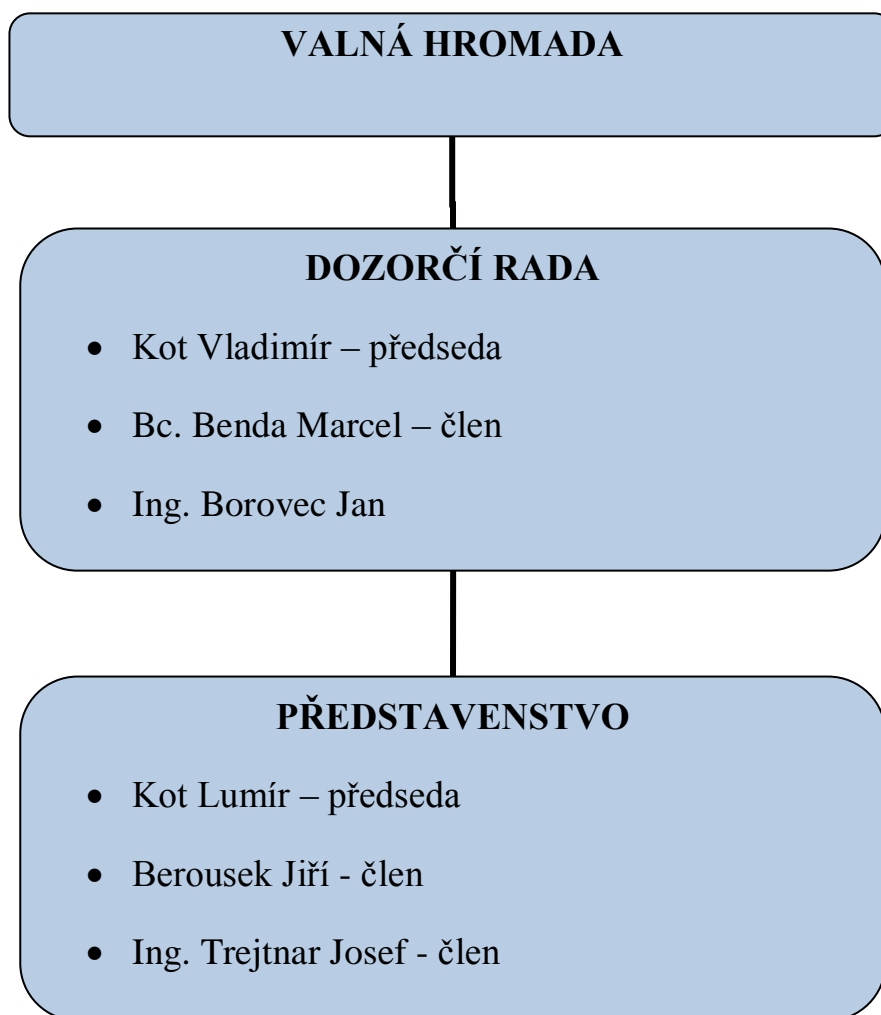 VALNÁ HROMADA
DOZORČÍ RADA
• Kot Vladimír – předseda
• Bc. Benda Marcel – člen
• Ing. Borovec Jan
PŘEDSTAVENSTVO
• Kot Lumír – předseda
• Berousek Jiří - člen
• Ing. Trejtnar Josef - člen